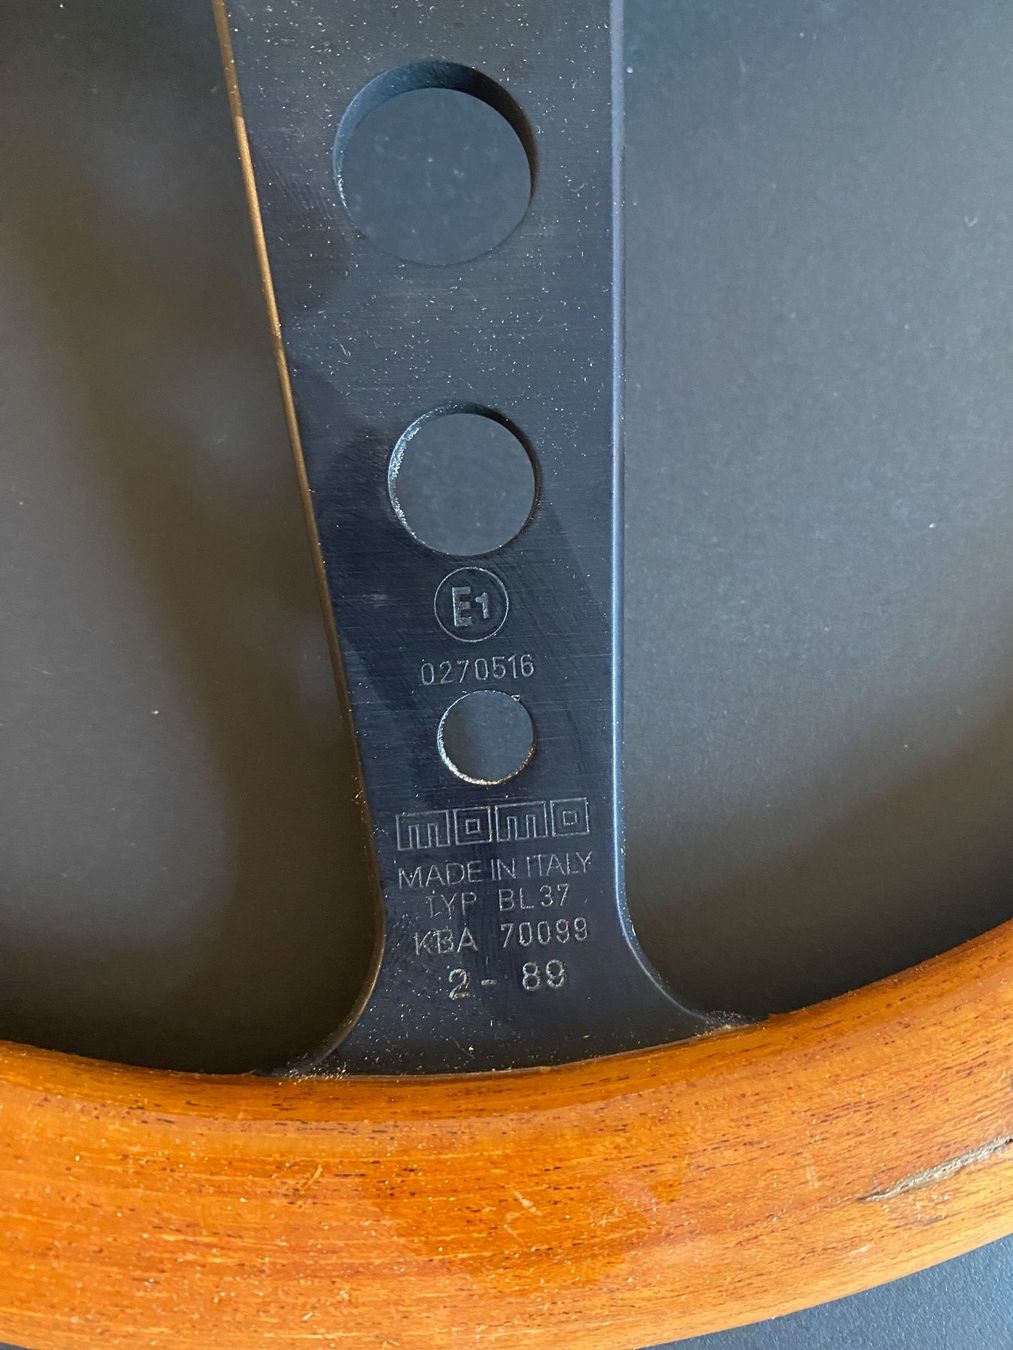 E1
0270516
momo
MADE IN ITALY
TYP BL37
KBA 70099
2-89